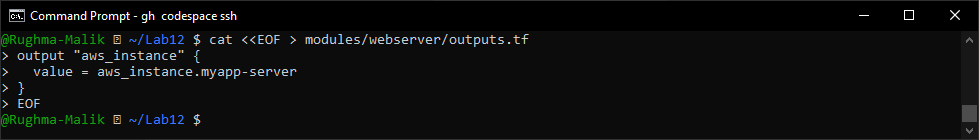 Command Prompt - gh codespace ssh
@Rughma-Malik ~/Lab12 $ cat <<EOF > modules/webserver/outputs.tf
> output "aws_instance" {
>   value = aws_instance.myapp-server
> }
> EOF
@Rughma-Malik ~/Lab12 $